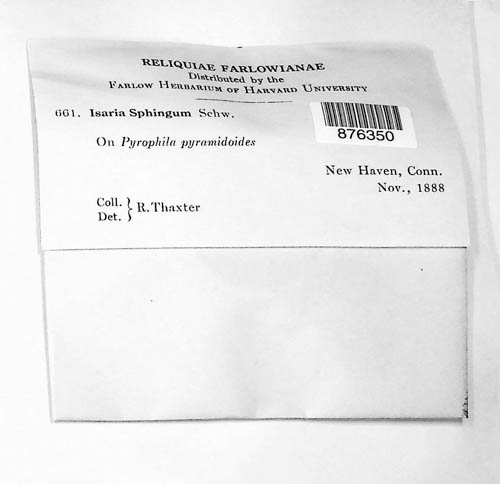 RELIQUIAE FARLOWIANAE
Distributed by the
FARLOW HERBARIUM OF HARVARD UNIVERSITY
661. Isaria Sphingum Schw.
876350
On Pyrophila pyramidoides
New Haven, Conn.
Nov., 1888
Coll. } R. Thaxter
Det.